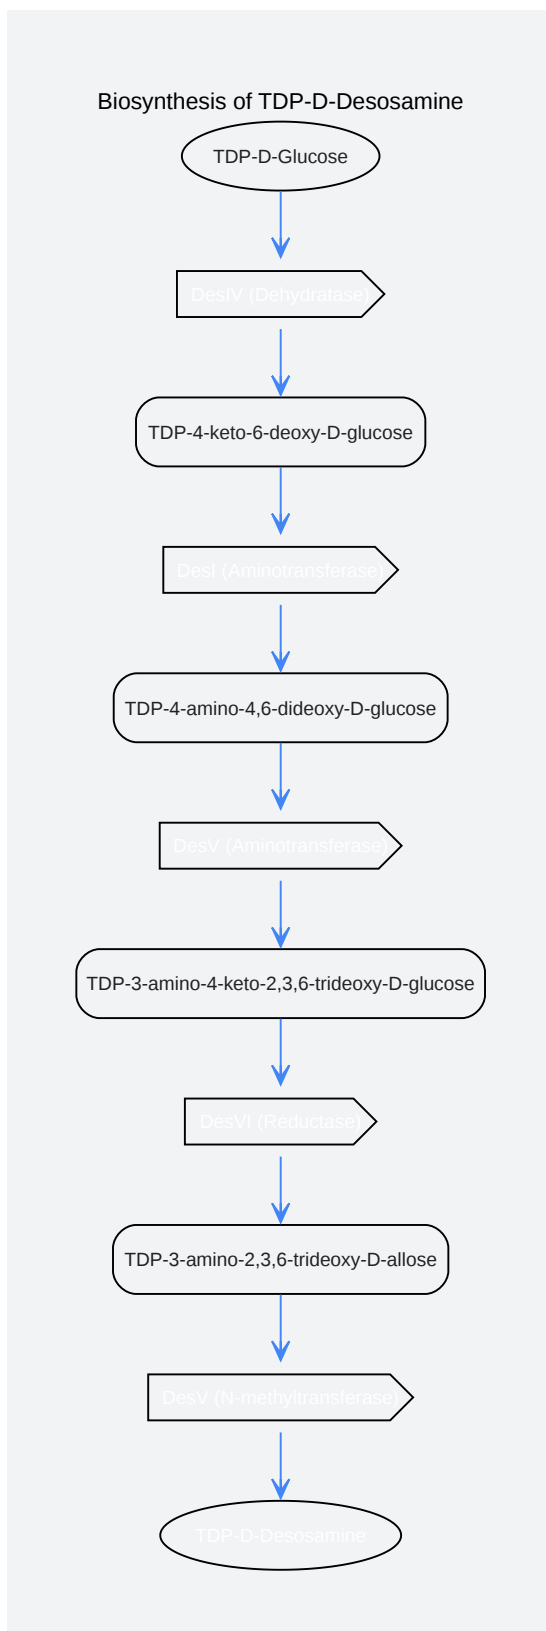 Biosynthesis of TDP-D-Desosamine
TDP-D-Glucose
DesIV (Dehydratase)
TDP-4-keto-6-deoxy-D-glucose
DesI (Aminotransferase)
TDP-4-amino-4,6-dideoxy-D-glucose
DesV (Aminotransferase)
TDP-3-amino-4-keto-2,3,6-trideoxy-D-glucose
DesVI (Reductase)
TDP-3-amino-2,3,6-trideoxy-D-allose
DesV (N-methyltransferase)
TDP-D-Desosamine